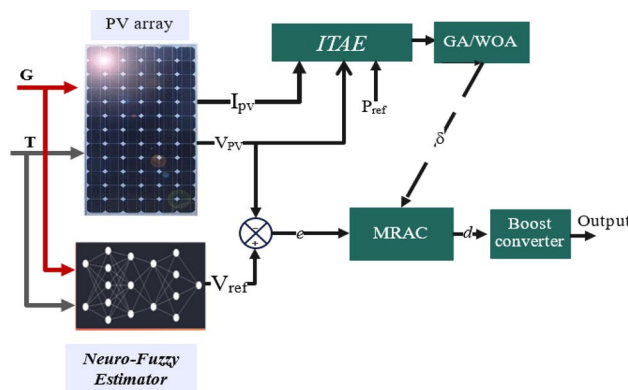 PV array
ITAE
GA/WOA
G
I_pv
P_ref
T
V_PV
δ
-
+
e
MRAC
d
Boost
converter
Output
V_ref
Neuro-Fuzzy
Estimator